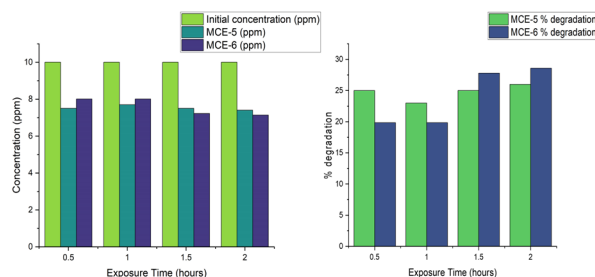 Initial concentration (ppm)
MCE-5 (ppm)
MCE-6 (ppm)
Concentration (ppm)
10
8
6
4
2
0
0.5
1
1.5
2
Exposure Time (hours)
MCE-5 % degradation
MCE-6 % degradation
% degradation
30
25
20
15
10
5
0
0.5
1
1.5
2
Exposure Time (hours)